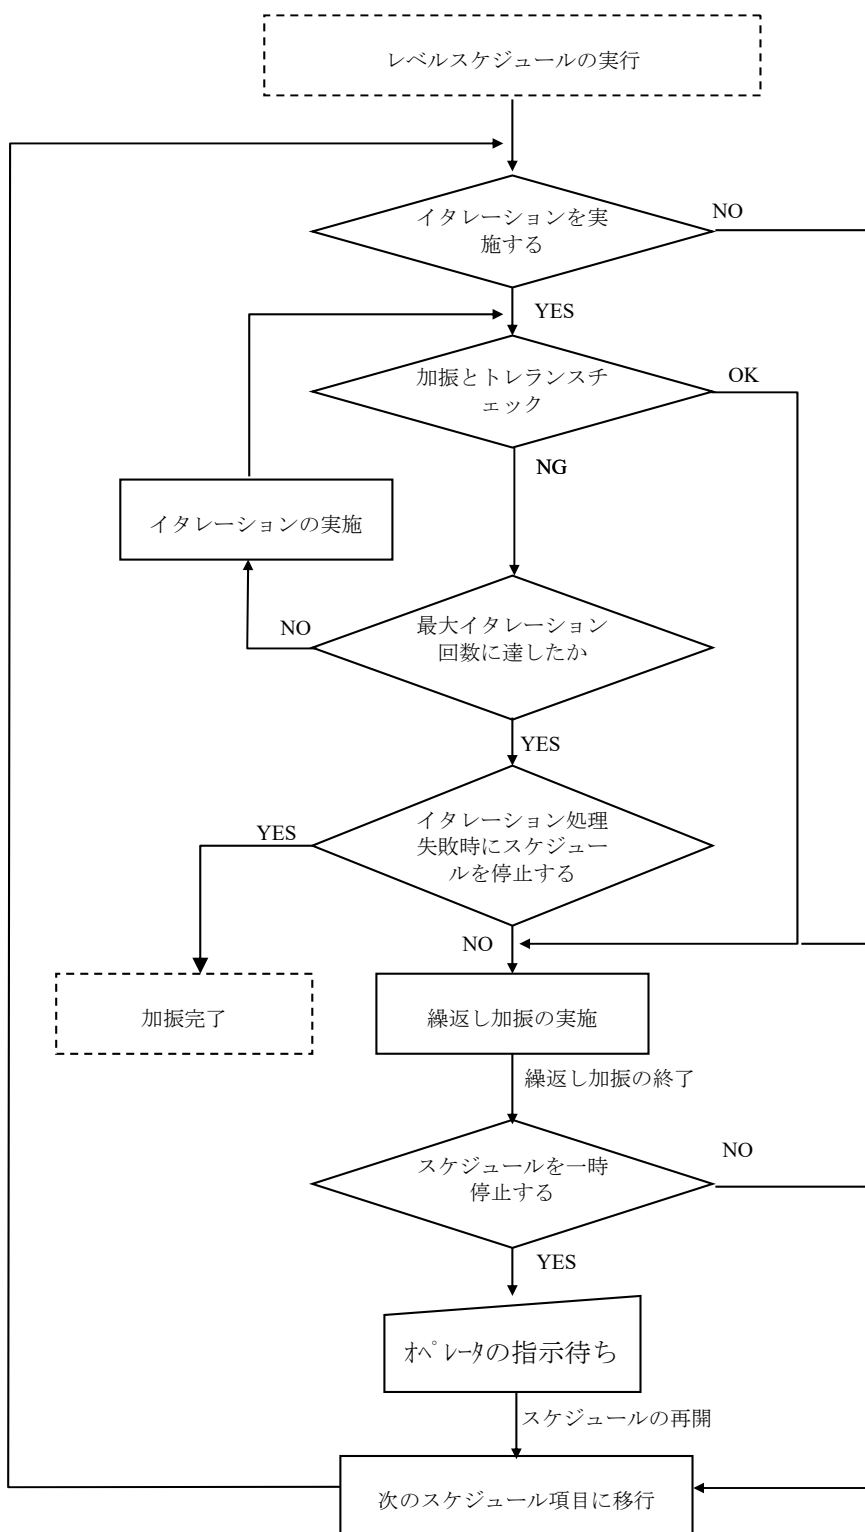 レベルスケジュールの実行
イタレーションを実
施する
NO
YES
加振とトレランスチ
ェック
OK
NG
イタレーションの実施
最大イタレーション
回数に達したか
NO
YES
イタレーション処理
失敗時にスケジュー
ルを停止する
YES
NO
加振完了
繰返し加振の実施
繰返し加振の終了
スケジュールを一時
停止する
NO
YES
ｵﾍﾟﾚｰﾀの指示待ち
スケジュールの再開
次のスケジュール項目に移行